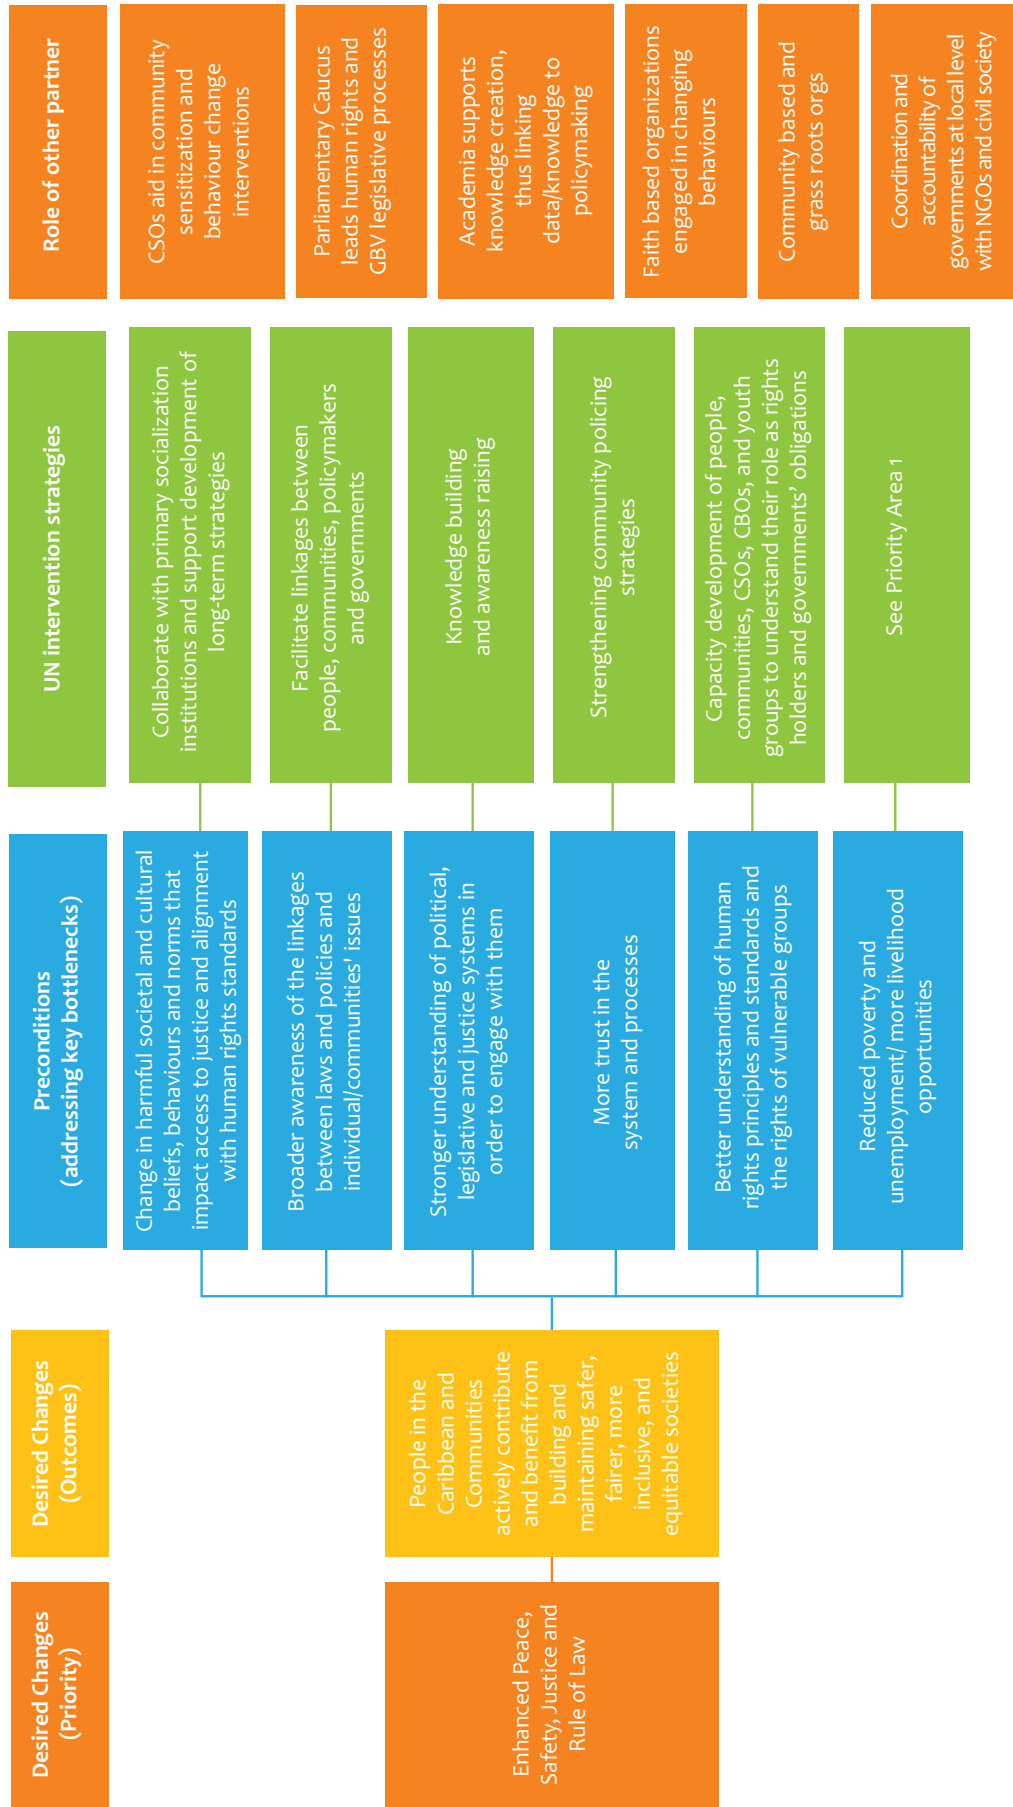 Desired Changes
(Priority)
Desired Changes
(Outcomes)
Preconditions
(addressing key bottlenecks)
UN intervention strategies
Role of other partner
Enhanced Peace,
Safety, Justice and
Rule of Law
People in the
Caribbean and
Communities
actively contribute
and benefit from
building and
maintaining safer,
fairer, more
inclusive, and
equitable societies
Change in harmful societal and cultural
beliefs, behaviours and norms that
impact access to justice and alignment
with human rights standards
Broader awareness of the linkages
between laws and policies and
individual/communities' issues
Stronger understanding of political,
legislative and justice systems in
order to engage with them
More trust in the
system and processes
Better understanding of human
rights principles and standards and
the rights of vulnerable groups
Reduced poverty and
unemployment/ more livelihood
opportunities
Collaborate with primary socialization
institutions and support development of
long-term strategies
Facilitate linkages between
people, communities, policymakers
and governments
Knowledge building
and awareness raising
Strengthening community policing
strategies
Capacity development of people,
communities, CSOs, CBOs, and youth
groups to understand their role as rights
holders and governments’ obligations
See Priority Area 1
CSOs aid in community
sensitization and
behaviour change
interventions
Parliamentary Caucus
leads human rights and
GBV legislative processes
Academia supports
knowledge creation,
thus linking
data/knowledge to
policymaking
Faith based organizations
engaged in changing
behaviours
Community based and
grass roots orgs
Coordination and
accountability of
governments at local level
with NGOs and civil society